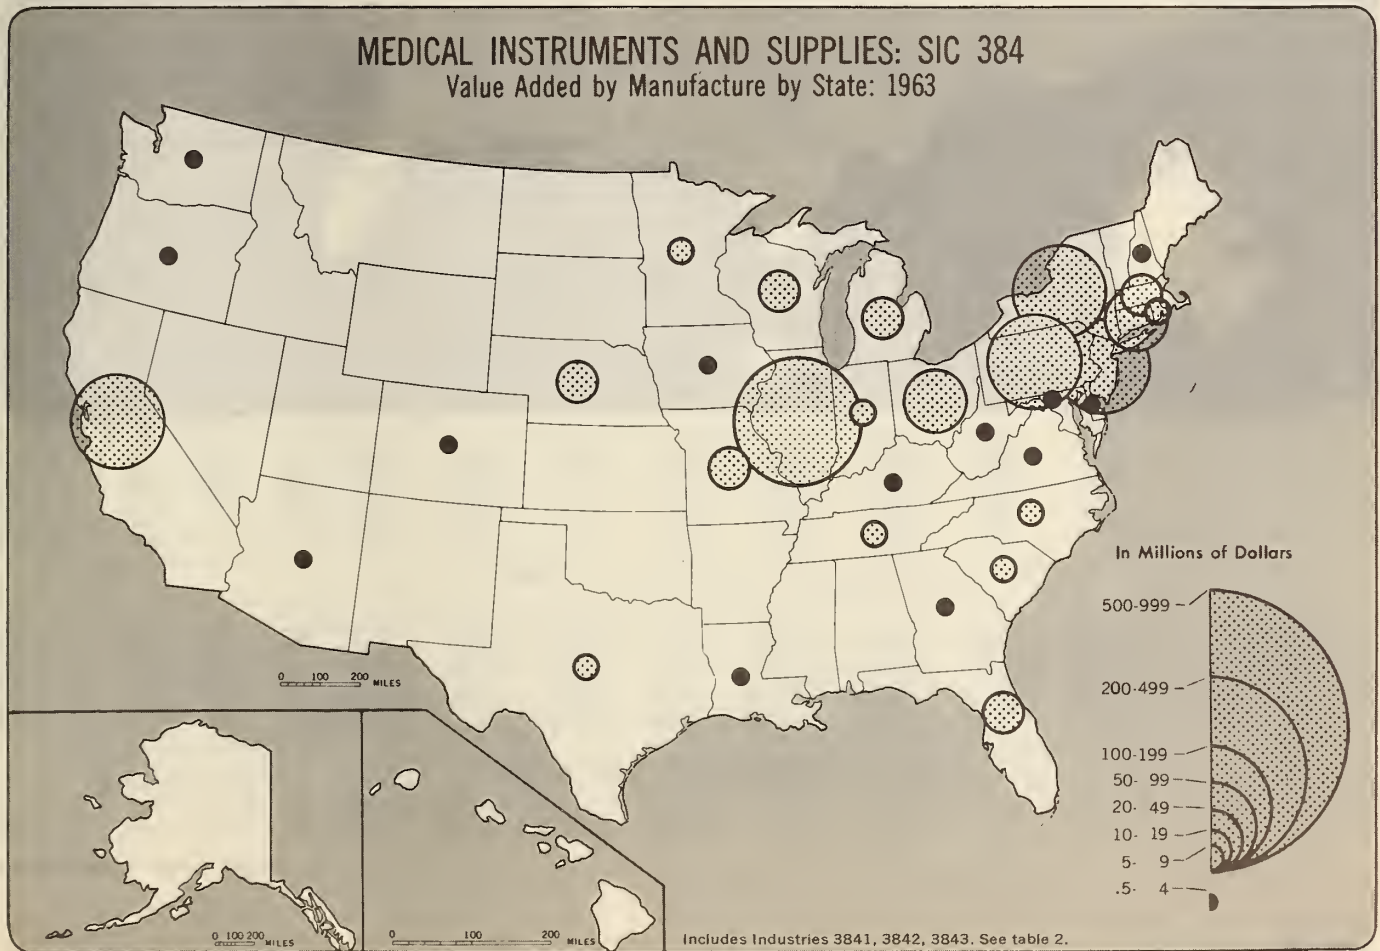 MEDICAL INSTRUMENTS AND SUPPLIES: SIC 384
Value Added by Manufacture by State: 1963
In Millions of Dollars
500-999
200-499
100-199
50- 99
20- 49
10- 19
5- 9
.5- 4
0 100 200
MILES
0 100 200
MILES
0 100 200
MILES
Includes Industries 3841, 3842, 3843. See table 2.